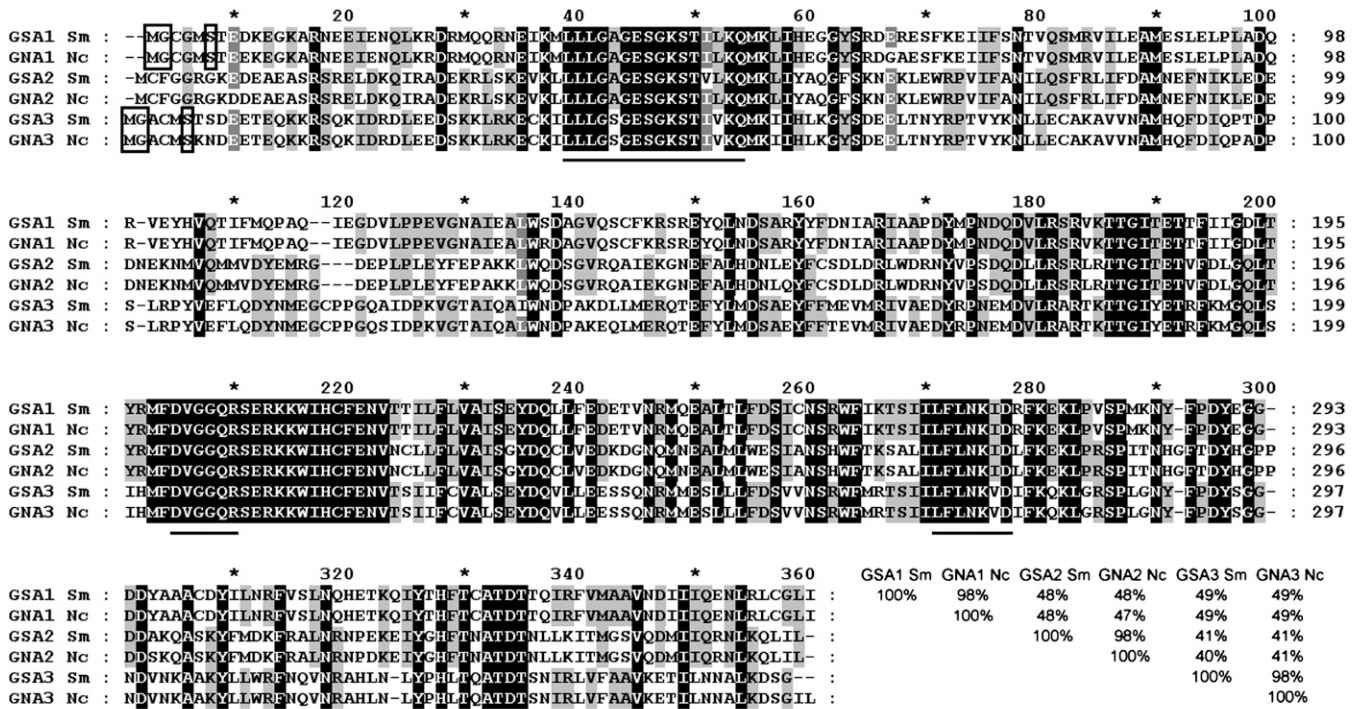 * 20 * 40 * 60 * 80 * 100
GSA1 Sm : --MGCGMSTEDKEGKARNEEIENQLKRDRMQQRNEIKMLLLGAGESGKSTILKQMKLIHEGGYSRDERESFKEIIFSNTVQSMRVILEAMESLELPLADQ : 98
GNA1 Nc : --MGCGMSTEDKEGKARNEEIENQLKRDRMQQRNEIKMLLLGAGESGKSTILKQMKLIHEGGYSRDGAESFKEIIFSNTVQSMRVILEAMESLELPLADQ : 98
GSA2 Sm : -MCFGGRGKEDEAEASRSRELDKQIRADEKRLSKEVKLLLLGAGESGKSTVLKQMKLIYAQGFSKNEKLEWRPVIFANILQSFRLIFDAMNEFNIKLEDE : 99
GNA2 Nc : -MCFGGRGKDDEAEASRSRELDKQIRADEKRLSKEVKLLLLGAGESGKSTILKQMKLIYAQGFSKNEKLEWRPVIFANILQSFRLIFDAMNEFNIKLEDE : 99
GSA3 Sm : MGACMSTSDEETEQKKRSQKIDRDLEEDSKKLRKECKILLLGSGESGKSTIVKQMKIIHLKGYSDEELTNYRPTVYKNLLECAKAVVNAMHQFDIQPTDP : 100
GNA3 Nc : MGACMSKNDEETEQKKRSQKIDRDLEEDSKKLRKECKILLLGSGESGKSTIVKQMKIIHLKGYSDEELTNYRPTVYKNLLECAKAVVNAMHQFDIQPADP : 100
* 120 * 140 * 160 * 180 * 200
GSA1 Sm : R-VEYHVQTIFMQPAQ--IEGDVLPPEVGNAIEALWSDAGVQSCFKRSREYQLNDSARYYFDNIARIAAPDYMPNDQDVLRSRVKTTGITETTFIIGDLT : 195
GNA1 Nc : R-VEYHVQTIFMQPAQ--IEGDVLPPEVGNAIEALWRDAGVQSCFKRSREYQLNDSARYYFDNIARIAAPDYMPNDQDVLRSRVKTTGITETTFIIGDLT : 195
GSA2 Sm : DNEKNMVQMMVDYEMRG---DEPLPLEYFEPAKKLWQDSGVRQAIEKGNEFALHDNLEYFCSDLDRLWDRNYVPSDQDLLRSRLRTTGITETVFDLGQLT : 196
GNA2 Nc : DNEKNMVQMMVDYEMRG---DEPLPLEYFEPAKKLWQDSGVRQAIEKGNEFALHDNLQYFCSDLDRLWDRNYVPSDQDLLRSRLRTTGITETVFDLGQLT : 196
GSA3 Sm : S-LRPYVEFLQDYNMEGCPPGQAIDPKVGTAIQALWNDPAKDLLMERQTEFYLMDSAEYFFMEVMRIVAEDYRPNEMDVLRARTKTTGIYETRFKMGQLS : 199
GNA3 Nc : S-LRPYVEFLQDYNMEGCPPGQSIDPKVGTAIQALWNDPAKEQLMERQTEFYLMDSAEYFFTEVMRIVAEDYRPNEMDVLRARTKTTGIYETRFKMGQLS : 199
* 220 * 240 * 260 * 280 * 300
GSA1 Sm : YRMFDVGGQRSERKKWIHCFENVTTILFLVAISEYDQLLFEDETVNRMQEALTLFDSICNSRWFIKTSIILFLNKIDRFKEKLPVSPMKNY-FPDYEGG- : 293
GNA1 Nc : YRMFDVGGQRSERKKWIHCFENVTTILFLVAISEYDQLLFEDETVNRMQEALTLFDSICNSRWFIKTSIILFLNKIDRFKEKLPVSPMKNY-FPDYEGG- : 293
GSA2 Sm : YRMFDVGGQRSERKKWIHCFENVNCLLFLVAISEYDQCLVEDKDGNQMNEALMLWESIANSHWFTKSALILFLNKIDLFKEKLPRSPITNHGFTDYHGPP : 296
GNA2 Nc : YRMFDVGGQRSERKKWIHCFENVNCLLFLVAISGYDQCLVEDKDGNQMNEALMLWESIANSHWFTKSALILFLNKIDLFKEKLPRSPITNHGFTDYHGPP : 296
GSA3 Sm : IHMFDVGGQRSERKKWIHCFENVTSIIFCVALSEYDQVLLEESSQNRMMESLLLFDSVVNSRWFMRTSIILFLNKVDIFKQKLGRSPLGNY-FPDYSGG- : 297
GNA3 Nc : IHMFDVGGQRSERKKWIHCFENVTSIIFCVALSEYDQVLLEESSQNRMMESLLLFDSVVNSRWFMRTSIILFLNKVDIFKQKLGRSPLGNY-FPDYSGG- : 297
* 320 * 340 * 360 GSA1 Sm GNA1 Nc GSA2 Sm GNA2 Nc GSA3 Sm GNA3 Nc
GSA1 Sm : DDYAAACDYILNRFVSLNQHETKQIYTHFTCATDTTQIRFVMAAVNDIIIQENLRLCGLI : 100% 98% 48% 48% 49% 49%
GNA1 Nc : DDYAAACDYILNRFVSLNQHETKQIYTHFTCATDTTQIRFVMAAVNDIIIQENLRLCGLI : 100% 48% 47% 49% 49%
GSA2 Sm : DDAKQASKYFMDKFRALNRNPEKEIYGHFTNATDTNLLKITMGSVQDMIIQRNLKQLIL- : 100% 98% 41% 41%
GNA2 Nc : DDSKQASKYFMDKFRALNRNPDKEIYGHFTNATDTNLLKITMGSVQDMIIQRNLKQLIL- : 100% 40% 41%
GSA3 Sm : NDVNKAAKYLLWRFNQVNRAHLN-LYPHLTQATDTSNIRLVFAAVKETILNNALKDSG-- : 100% 98%
GNA3 Nc : NDVNKAAKYLLWRFNQVNRAHLN-LYPHLTQATDTSNIRLVFAAVKETILNNALKDSGIL : 100%